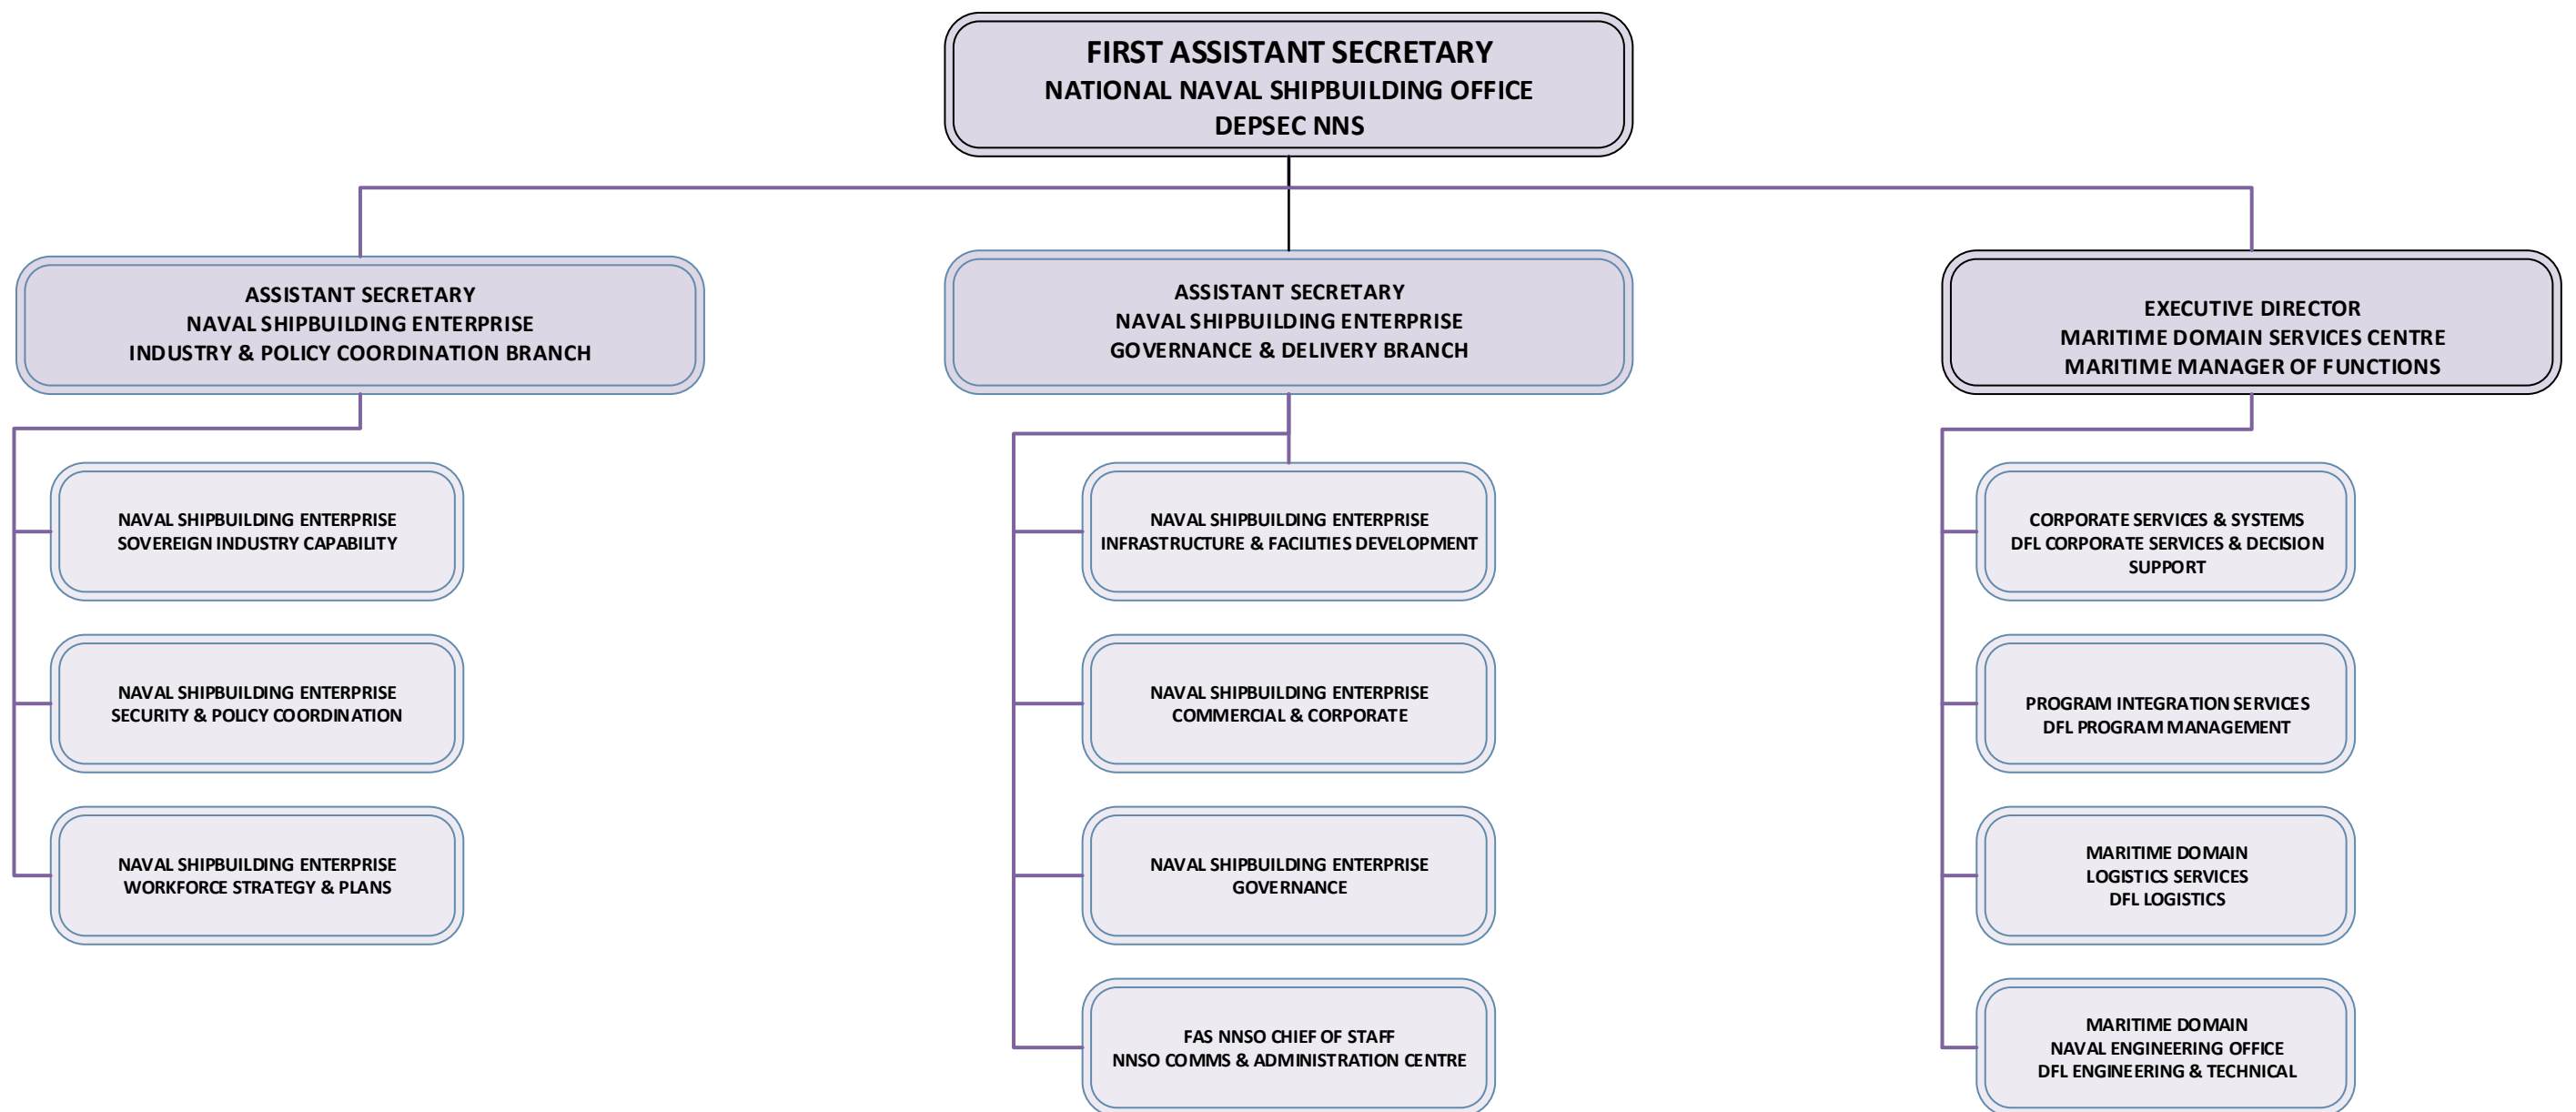 FIRST ASSISTANT SECRETARY
NATIONAL NAVAL SHIPBUILDING OFFICE
DEPSEC NNS
ASSISTANT SECRETARY
NAVAL SHIPBUILDING ENTERPRISE
INDUSTRY & POLICY COORDINATION BRANCH
NAVAL SHIPBUILDING ENTERPRISE
SOVEREIGN INDUSTRY CAPABILITY
NAVAL SHIPBUILDING ENTERPRISE
SECURITY & POLICY COORDINATION
NAVAL SHIPBUILDING ENTERPRISE
WORKFORCE STRATEGY & PLANS
ASSISTANT SECRETARY
NAVAL SHIPBUILDING ENTERPRISE
GOVERNANCE & DELIVERY BRANCH
NAVAL SHIPBUILDING ENTERPRISE
INFRASTRUCTURE & FACILITIES DEVELOPMENT
NAVAL SHIPBUILDING ENTERPRISE
COMMERCIAL & CORPORATE
NAVAL SHIPBUILDING ENTERPRISE
GOVERNANCE
FAS NNSO CHIEF OF STAFF
NNSO COMMS & ADMINISTRATION CENTRE
EXECUTIVE DIRECTOR
MARITIME DOMAIN SERVICES CENTRE
MARITIME MANAGER OF FUNCTIONS
CORPORATE SERVICES & SYSTEMS
DFL CORPORATE SERVICES & DECISION
SUPPORT
PROGRAM INTEGRATION SERVICES
DFL PROGRAM MANAGEMENT
MARITIME DOMAIN
LOGISTICS SERVICES
DFL LOGISTICS
MARITIME DOMAIN
NAVAL ENGINEERING OFFICE
DFL ENGINEERING & TECHNICAL